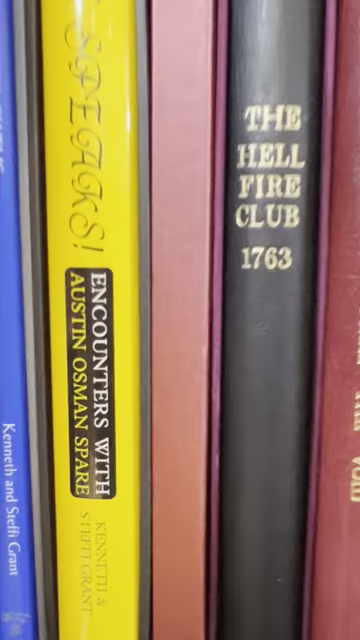 Kenneth and Steffi Grant
SPEAKS!
ENCOUNTERS WITH
AUSTIN OSMAN SPARE
KENNETH &
STEFFI GRANT
THE
HELL
FIRE
CLUB
1763